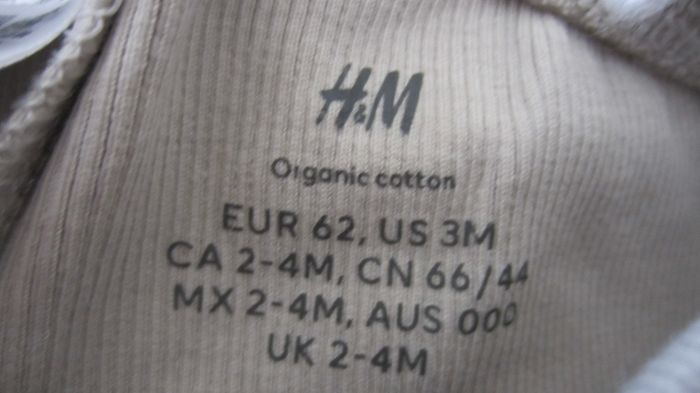 H&M
Organic cotton
EUR 62, US 3M
CA 2-4M, CN 66/44
MX 2-4M, AUS 000
UK 2-4M